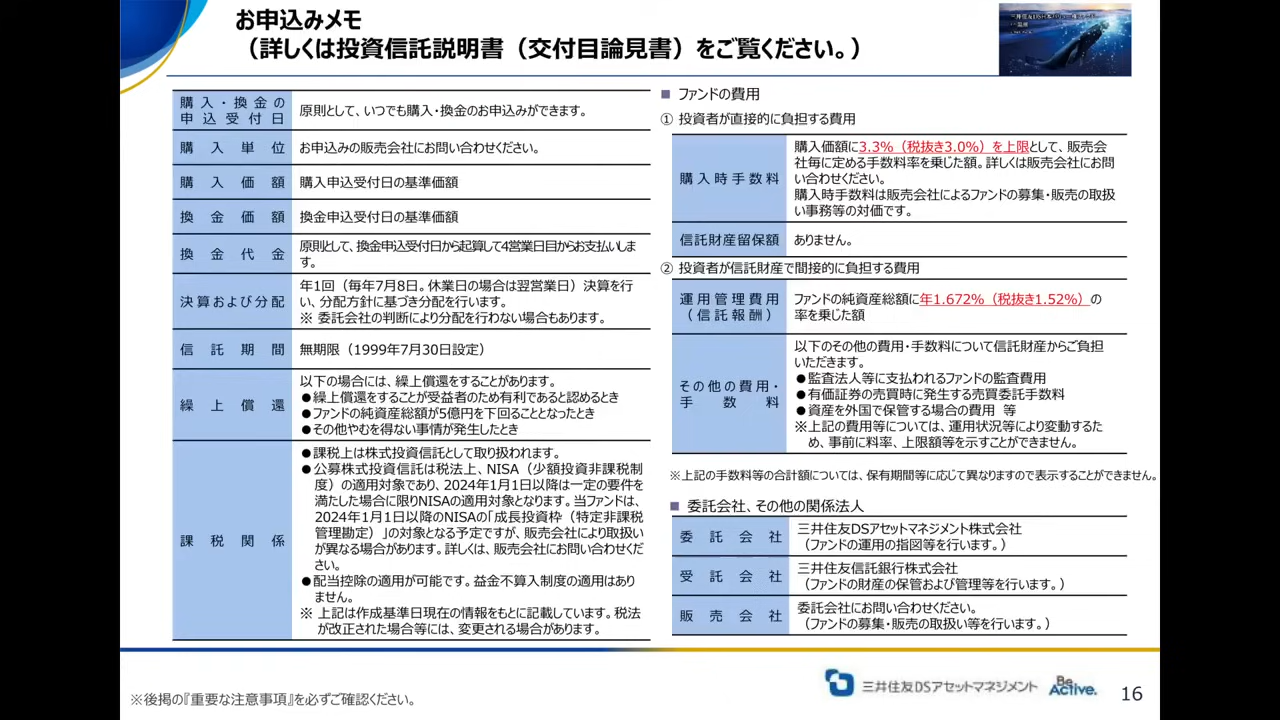 お申込みメモ
（詳しくは投資信託説明書（交付目論見書）をご覧ください。）
購入・換金の
申込受付日
原則として、いつでも購入・換金のお申込みができます。
購入単位
お申込みの販売会社にお問い合わせください。
購入価額
購入申込受付日の基準価額
換金価額
換金申込受付日の基準価額
換金代金
原則として、換金申込受付日から起算して4営業日目からお支払いしま
す。
決算および分配
年1回（毎年7月8日。休業日の場合は翌営業日）決算を行
い、分配方針に基づき分配を行います。
※ 委託会社の判断により分配を行わない場合もあります。
信託期間
無期限（1999年7月30日設定）
繰上償還
以下の場合には、繰上償還をすることがあります。
●繰上償還をすることが受益者のため有利であると認めるとき
●ファンドの純資産総額が5億円を下回ることとなったとき
●その他やむを得ない事情が発生したとき
課税関係
●課税上は株式投資信託として取り扱われます。
●公募株式投資信託は税法上、NISA（少額投資非課税制
度）の適用対象であり、2024年1月1日以降は一定の要件を
満たした場合に限りNISAの適用対象となります。当ファンドは、
2024年1月1日以降のNISAの「成長投資枠（特定非課税
管理勘定）」の対象となる予定ですが、販売会社により取扱い
が異なる場合があります。詳しくは、販売会社にお問い合わせくだ
さい。
●配当控除の適用が可能です。益金不算入制度の適用はあり
ません。
※ 上記は作成基準日現在の情報をもとに記載しています。税法
が改正された場合等には、変更される場合があります。
■ ファンドの費用
① 投資者が直接的に負担する費用
購入時手数料
購入価額に3.3%（税抜き3.0%）を上限として、販売会
社毎に定める手数料率を乗じた額。詳しくは販売会社にお問
い合わせください。
購入時手数料は販売会社によるファンドの募集・販売の取扱
い事務等の対価です。
信託財産留保額
ありません。
② 投資者が信託財産で間接的に負担する費用
運用管理費用
（信託報酬）
ファンドの純資産総額に年1.672%（税抜き1.52%）の
率を乗じた額
その他の費用・
手数料
以下のその他の費用・手数料について信託財産からご負担
いただきます。
●監査法人等に支払われるファンドの監査費用
●有価証券の売買時に発生する売買委託手数料
●資産を外国で保管する場合の費用 等
※上記の費用等については、運用状況等により変動するた
め、事前に料率、上限額等を示すことができません。
※上記の手数料等の合計額については、保有期間等に応じて異なりますので表示することができません。
■ 委託会社、その他の関係法人
委託会社
三井住友DSアセットマネジメント株式会社
（ファンドの運用の指図等を行います。）
受託会社
三井住友信託銀行株式会社
（ファンドの財産の保管および管理等を行います。）
販売会社
委託会社にお問い合わせください。
（ファンドの募集・販売の取扱い等を行います。）
※後掲の『重要な注意事項』を必ずご確認ください。
三井住友DSアセットマネジメント
Be
Active.
16